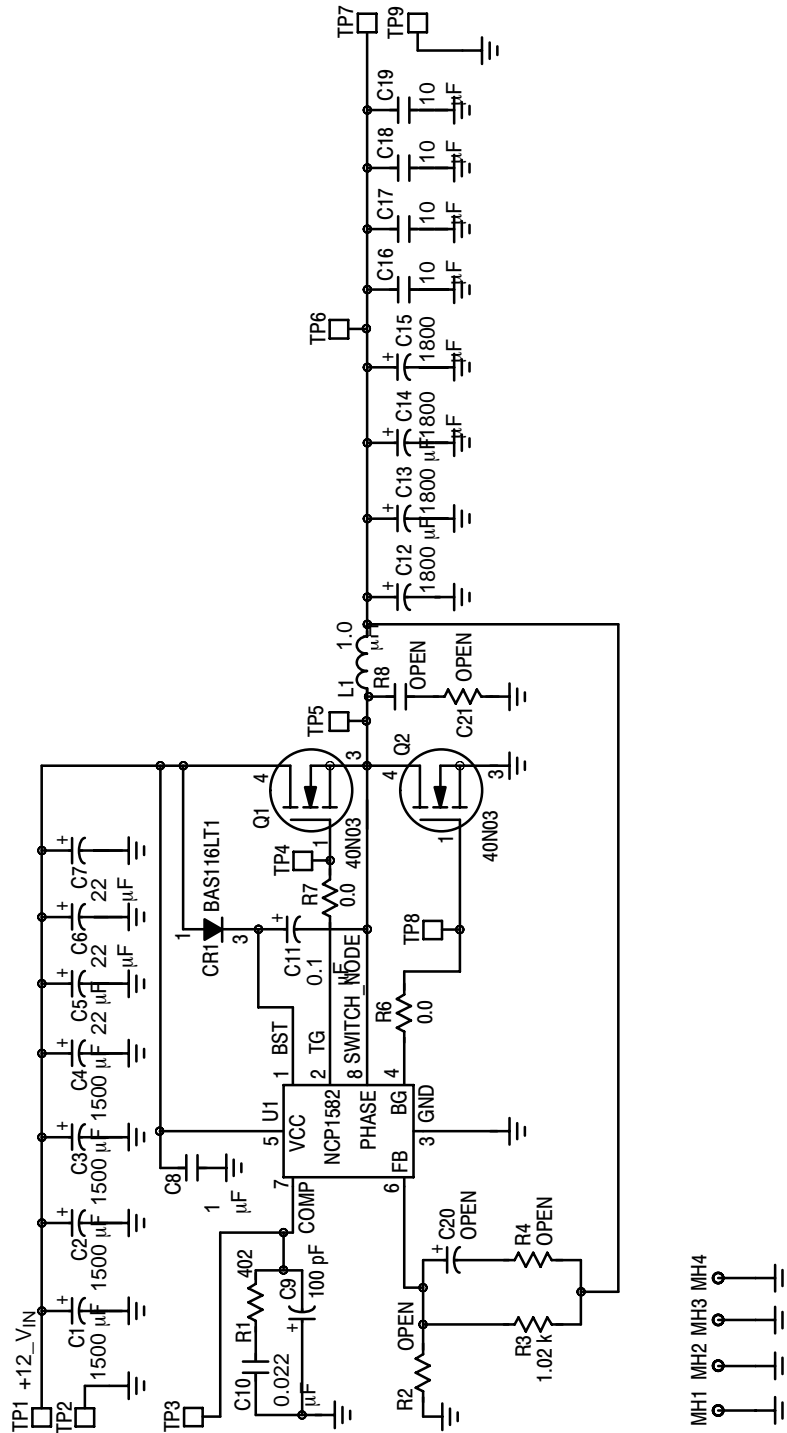 TP1
+12_VIN
TP2
C1
1500 µF
C2
1500 µF
C3
1500 µF
C4
1500 µF
C5
22 µF
C6
22
µF
C7
22
µF
TP3
C8
1
µF
C10
0.022
µF
R1
402
C9
100 pF
7
COMP
5
VCC
U1
NCP1582
PHASE
6
FB
3
GND
BG
4
1
BST
2
TG
8
SWITCH_NODE
CR1
BAS116LT1
1
3
C11
0.1
µF
R7
0.0
TP4
Q1
4
1
3
40N03
TP5
R6
0.0
TP8
Q2
4
1
3
40N03
L1
1.0
µF
R8
OPEN
C21
OPEN
C12
1800 µF
C13
1800 µF
C14
1800
µF
C15
1800
µF
TP6
C16
10
µF
C17
10
µF
C18
10
µF
C19
10
µF
TP7
TP9
R2
OPEN
C20
OPEN
R3
1.02 k
R4
OPEN
MH1
MH2
MH3
MH4